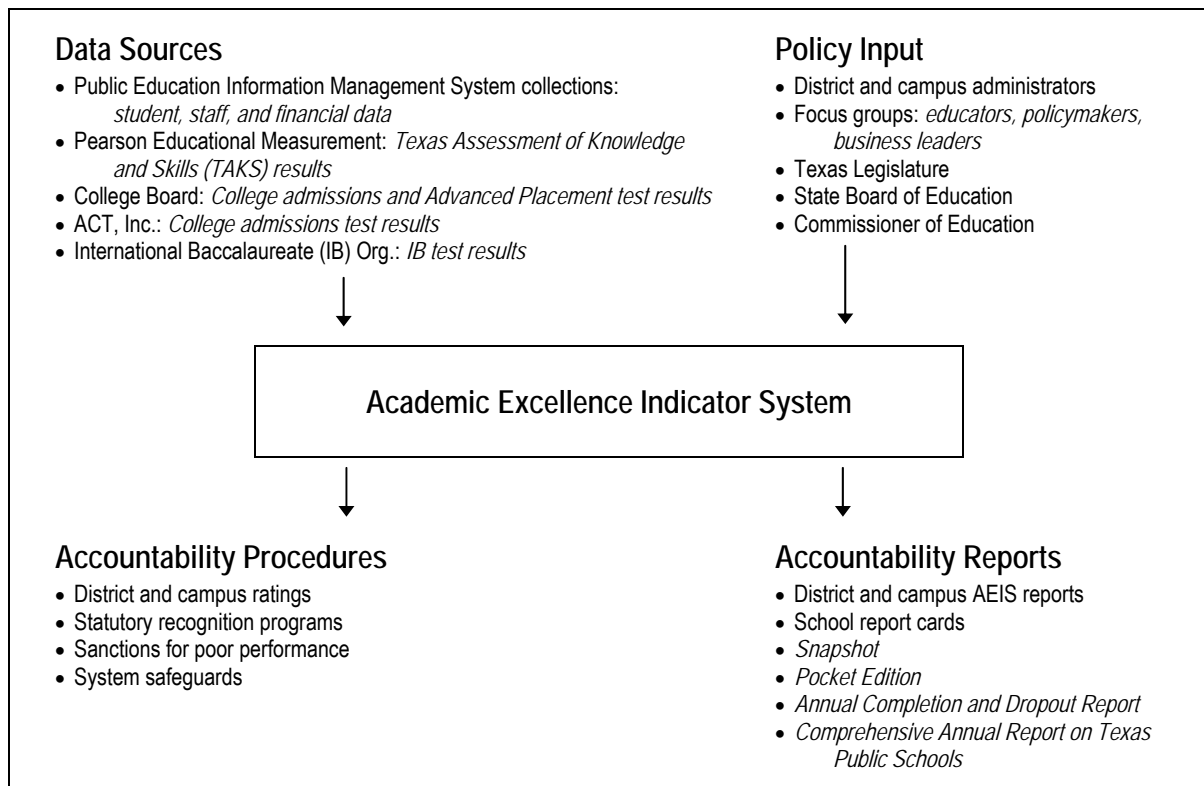 Data Sources
• Public Education Information Management System collections:
student, staff, and financial data
• Pearson Educational Measurement: Texas Assessment of Knowledge
and Skills (TAKS) results
• College Board: College admissions and Advanced Placement test results
• ACT, Inc.: College admissions test results
• International Baccalaureate (IB) Org.: IB test results
Policy Input
• District and campus administrators
• Focus groups: educators, policymakers,
business leaders
• Texas Legislature
• State Board of Education
• Commissioner of Education
Academic Excellence Indicator System
Accountability Procedures
• District and campus ratings
• Statutory recognition programs
• Sanctions for poor performance
• System safeguards
Accountability Reports
• District and campus AEIS reports
• School report cards
• Snapshot
• Pocket Edition
• Annual Completion and Dropout Report
• Comprehensive Annual Report on Texas
Public Schools